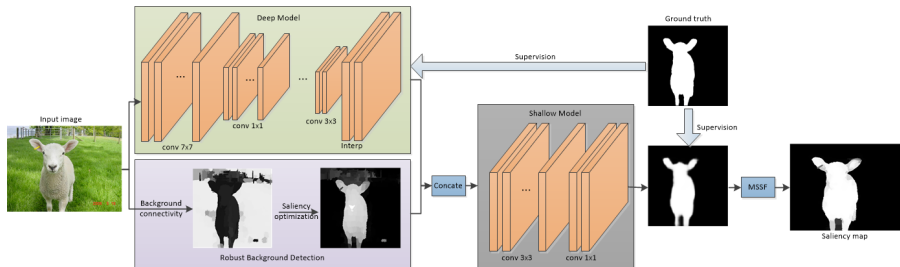 Deep Model
Ground truth
Supervision
...
...
...
conv 1x1
conv 3x3
Interp
conv 7x7
Input image
Shallow Model
Supervision
Background
connectivity
Saliency
optimization
Concate
...
MSSF
Saliency map
conv 3x3
conv 1x1
Robust Background Detection